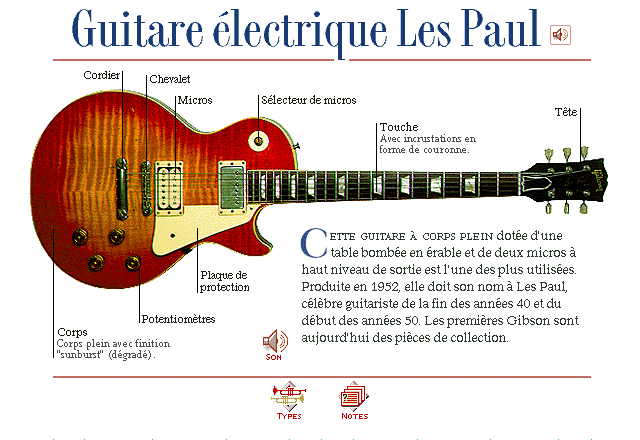 Guitare électrique Les Paul
Cordier
Chevalet
Micros
Sélecteur de micros
Touche
Avec incrustations en
forme de couronne.
Tête
CETTE GUITARE À CORPS PLEIN dotée d'une
table bombée en érable et de deux micros à
haut niveau de sortie est l'une des plus utilisées.
Produite en 1952, elle doit son nom à Les Paul,
célèbre guitariste de la fin des années 40 et du
début des années 50. Les premières Gibson sont
aujourd'hui des pièces de collection.
Plaque de
protection
Potentiomètres
Corps
Corps plein avec finition
"sunburst" (dégradé).
SON
TYPES
NOTES